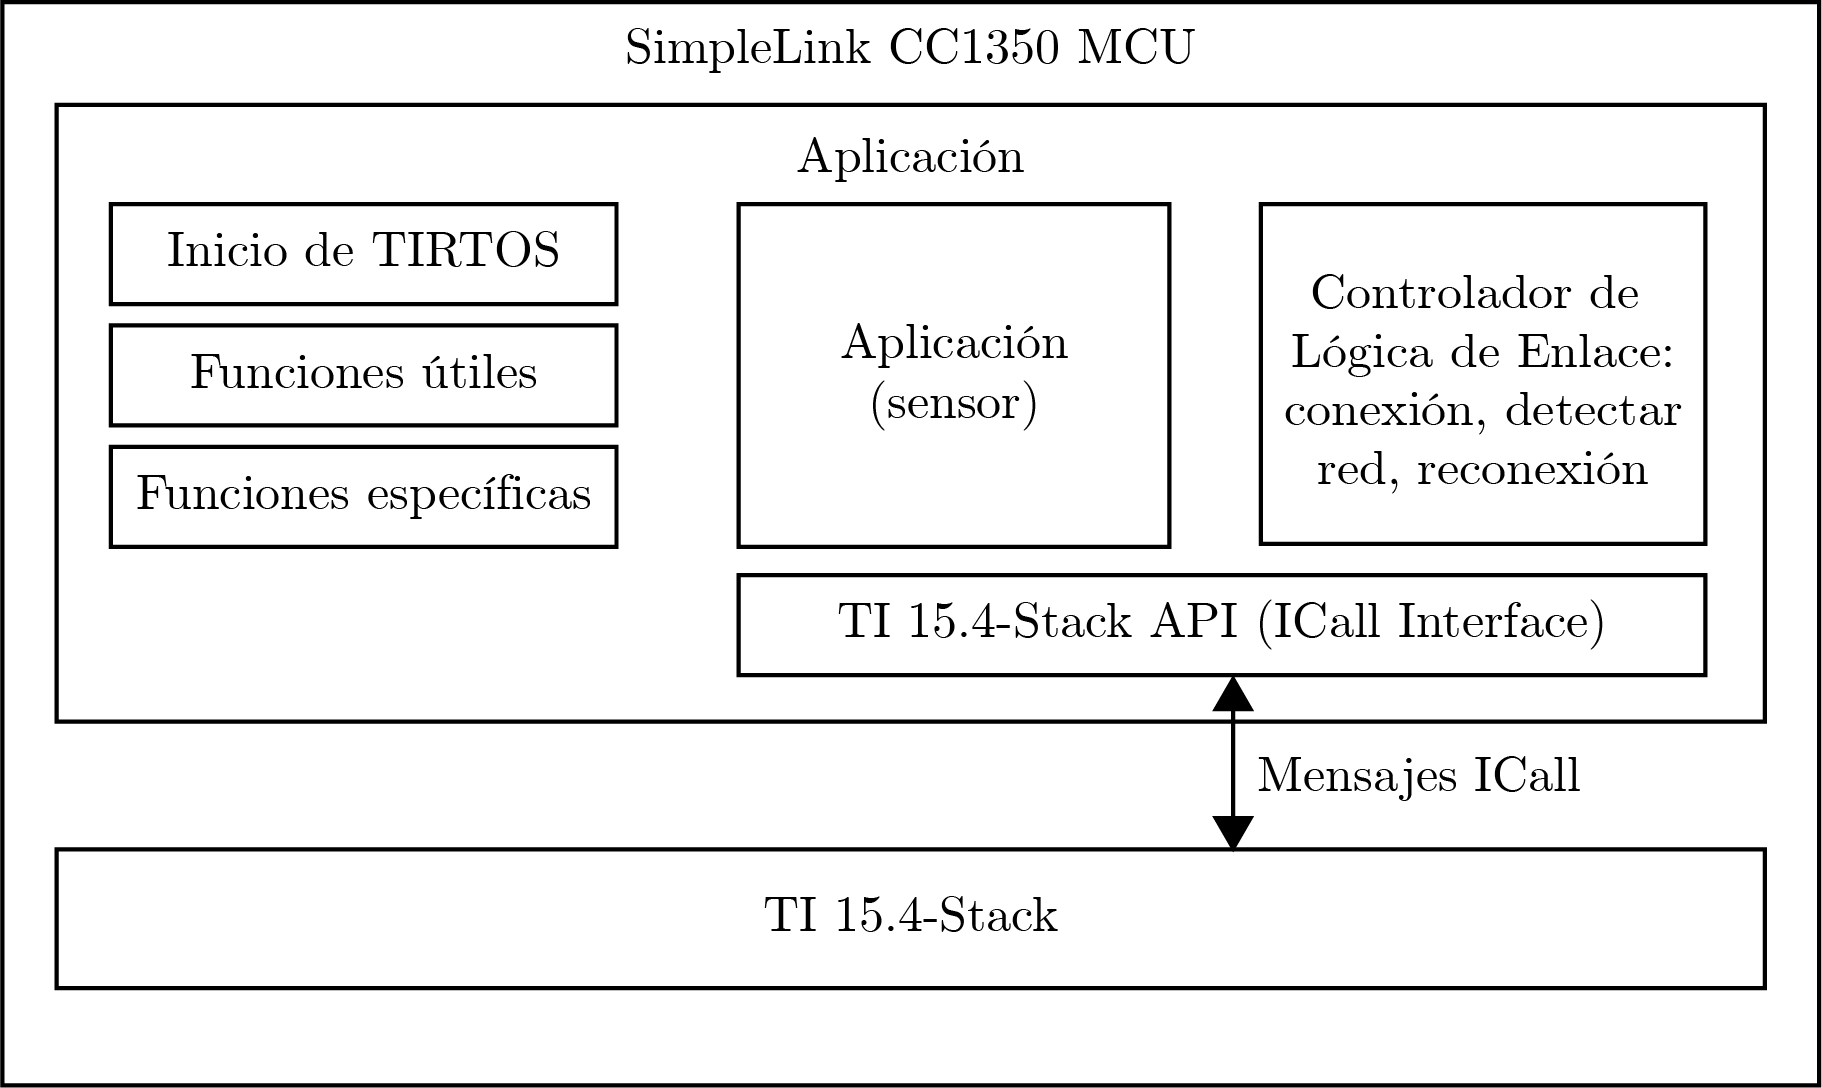 SimpleLink CC1350 MCU
Aplicación
Inicio de TIRTOS
Funciones útiles
Funciones específicas
Aplicación
(sensor)
Controlador de
Lógica de Enlace:
conexión, detectar
red, reconexión
TI 15.4-Stack API (ICall Interface)
Mensajes ICall
TI 15.4-Stack